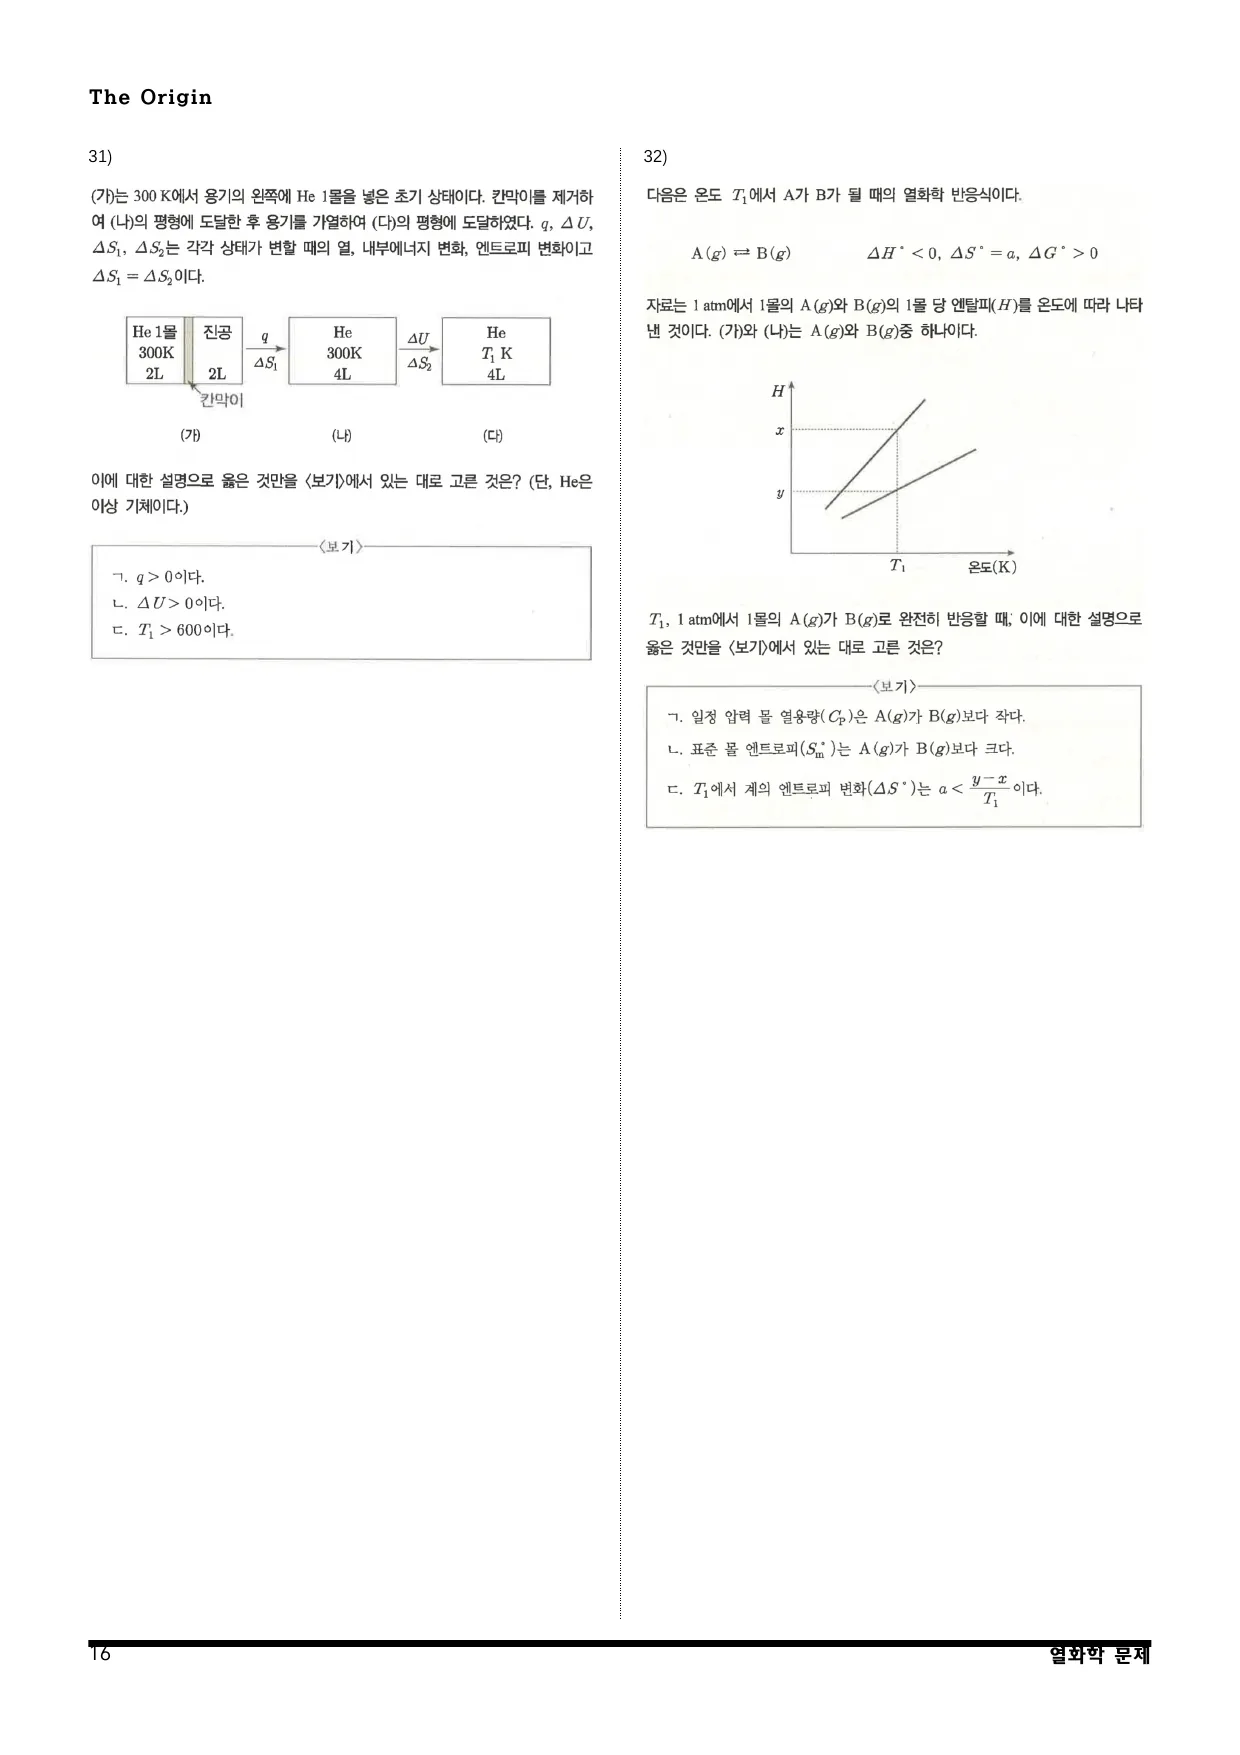 The Origin
31)
(가)는 300 K에서 용기의 왼쪽에 He 1몰을 넣은 초기 상태이다. 칸막이를 제거하
여 (나)의 평형에 도달한 후 용기를 가열하여 (다)의 평형에 도달하였다. q, ΔU,
ΔS₁, ΔS₂는 각각 상태가 변할 때의 열, 내부에너지 변화, 엔트로피 변화이고
ΔS₁ = ΔS₂이다.
He 1몰 진공 q He ΔU He
300K ΔS₁ 300K ΔS₂ T₁ K
2L 2L 4L 4L
칸막이
(가) (나) (다)
이에 대한 설명으로 옳은 것만을 〈보기〉에서 있는 대로 고른 것은? (단, He은
이상 기체이다.)
〈보기〉
ㄱ. q > 0이다.
ㄴ. ΔU > 0이다.
ㄷ. T₁ > 600이다.
32)
다음은 온도 T₁에서 A가 B가 될 때의 열화학 반응식이다.
A(g) ⇄ B(g) ΔH° < 0, ΔS° = a, ΔG° > 0
자료는 1 atm에서 1몰의 A(g)와 B(g)의 1몰 당 엔탈피(H)를 온도에 따라 나타
낸 것이다. (가)와 (나)는 A(g)와 B(g)중 하나이다.
H
x
y
T₁ 온도(K)
T₁, 1 atm에서 1몰의 A(g)가 B(g)로 완전히 반응할 때, 이에 대한 설명으로
옳은 것만을 〈보기〉에서 있는 대로 고른 것은?
〈보기〉
ㄱ. 일정 압력 몰 열용량(C_P)은 A(g)가 B(g)보다 작다.
ㄴ. 표준 몰 엔트로피(S_m°)는 A(g)가 B(g)보다 크다.
ㄷ. T₁에서 계의 엔트로피 변화(ΔS°)는 a < (y−x)/T₁이다.
16
열화학 문제